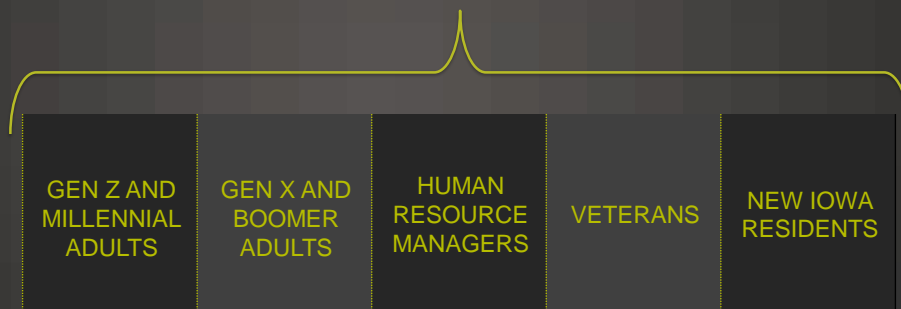 GEN Z AND
MILLENNIAL
ADULTS
GEN X AND
BOOMER
ADULTS
HUMAN
RESOURCE
MANAGERS
VETERANS
NEW IOWA
RESIDENTS